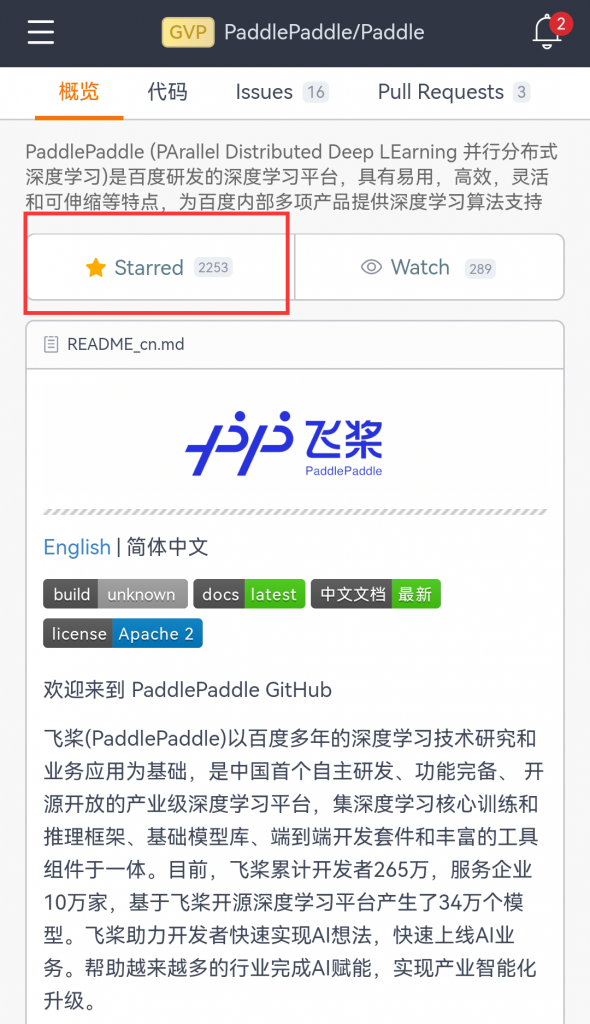 GVP PaddlePaddle/Paddle 2
概览 代码 Issues 16 Pull Requests 3
PaddlePaddle (PArallel Distributed Deep LEarning 并行分布式
深度学习)是百度研发的深度学习平台，具有易用，高效，灵活
和可伸缩等特点，为百度内部多项产品提供深度学习算法支持
Starred 2253 Watch 289
README_cn.md
飞桨
PaddlePaddle
English | 简体中文
build unknown docs latest 中文文档 最新
license Apache 2
欢迎来到 PaddlePaddle GitHub
飞桨(PaddlePaddle)以百度多年的深度学习技术研究和
业务应用为基础，是中国首个自主研发、功能完备、 开
源开放的产业级深度学习平台，集深度学习核心训练和
推理框架、基础模型库、端到端开发套件和丰富的工具
组件于一体。目前，飞桨累计开发者265万，服务企业
10万家，基于飞桨开源深度学习平台产生了34万个模
型。飞桨助力开发者快速实现AI想法，快速上线AI业
务。帮助越来越多的行业完成AI赋能，实现产业智能化
升级。